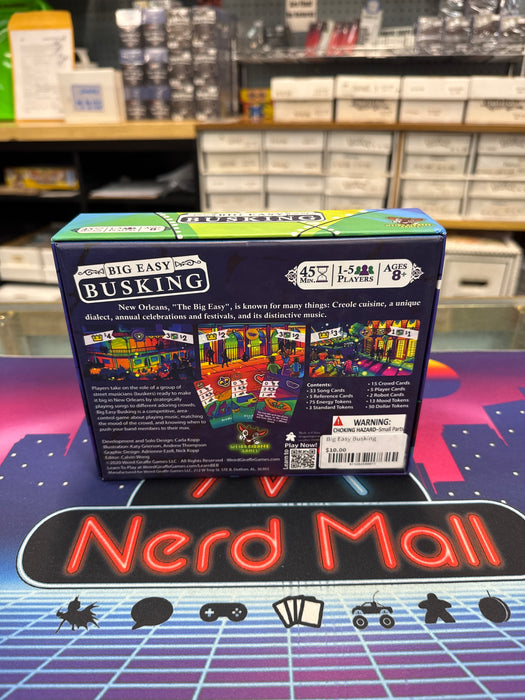 BIG EASY
BUSKING
BIG EASY
BUSKING
45
Min.
1-5
Players
Ages
8+
New Orleans, "The Big Easy", is known for many things: Creole cuisine, a unique
dialect, annual celebrations and festivals, and its distinctive music.
Players take on the role of a group of
street musicians (buskers) ready to make
it big in New Orleans by strategically
playing songs to different adoring crowds.
Big Easy Busking is a competitive, area-
control game about playing music, matching
the mood of the crowd, and knowing when to
push your band members to their max.
Contents:
- 33 Song Cards
- 5 Reference Cards
- 75 Energy Tokens
- 3 Standard Tokens
- 15 Crowd Cards
- 1 Player Cards
- 2 Robot Cards
- 13 Mood Tokens
- 50 Dollar Tokens
Development and Solo Design: Carla Kopp
Illustration: Katy Grierson, Andrew Thompson
Graphic Design: Adrienne Ezell, Nick Kopp
Editor: Calvin Wong
©2020 Weird Giraffe Games LLC All Rights Reserved. WeirdGiraffeGames.com
WEIRD GIRAFFE
GAMES
Learn to
Play Now!
WARNING:
CHOKING HAZARD-Small Parts
Big Easy Busking
$10.00
Nerd Mall